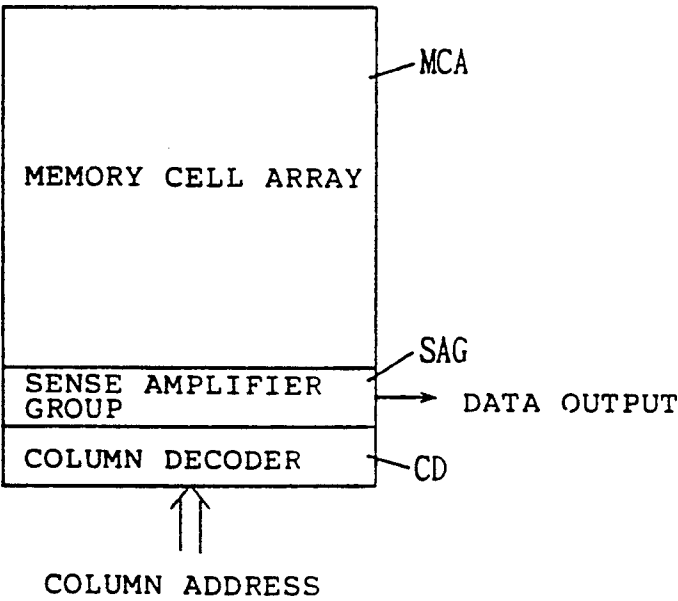 MCA
MEMORY CELL ARRAY
SAG
SENSE AMPLIFIER
GROUP
DATA OUTPUT
COLUMN DECODER
CD
COLUMN ADDRESS